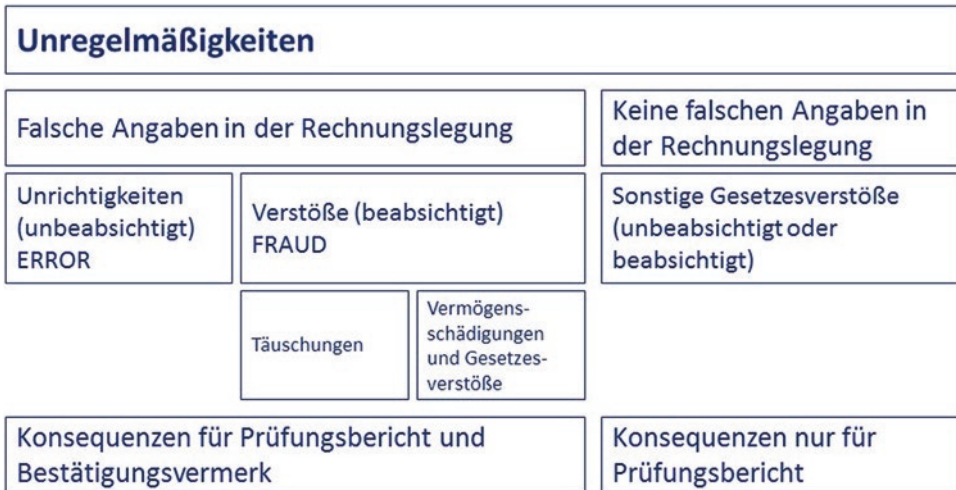 Unregelmäßigkeiten
Falsche Angaben in der Rechnungslegung
Keine falschen Angaben in
der Rechnungslegung
Unrichtigkeiten
(unbeabsichtigt)
ERROR
Verstöße (beabsichtigt)
FRAUD
Sonstige Gesetzesverstöße
(unbeabsichtigt oder
beabsichtigt)
Täuschungen
Vermögens-
schädigungen
und Gesetzes-
verstöße
Konsequenzen für Prüfungsbericht und
Bestätigungsvermerk
Konsequenzen nur für
Prüfungsbericht